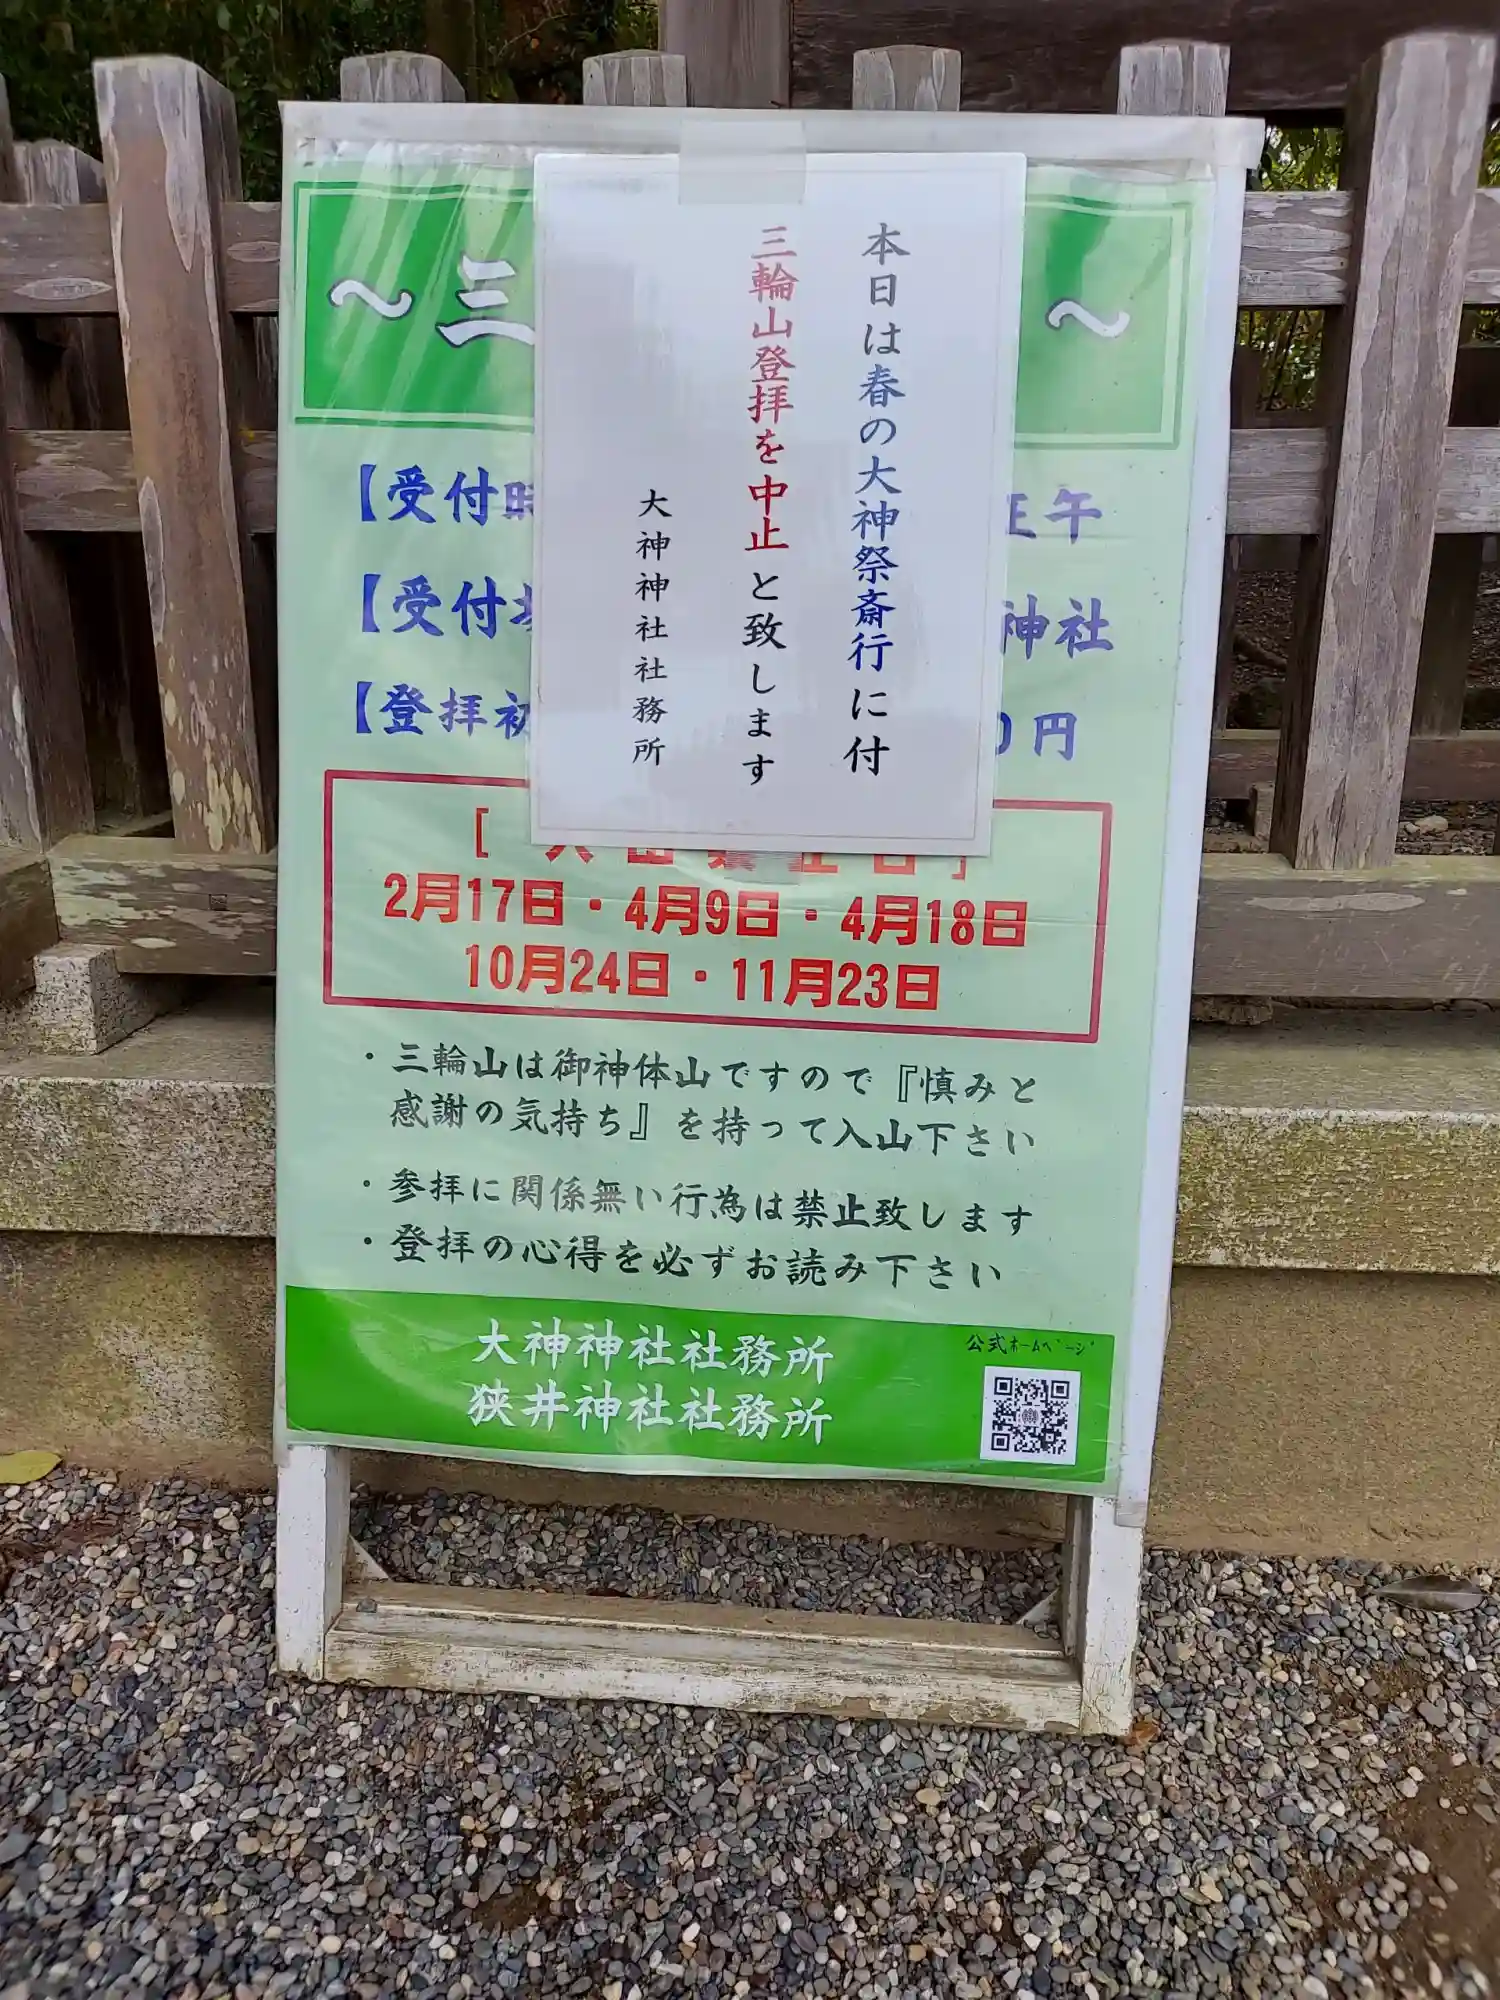 本日は春の大神祭斎行に付
三輪山登拝を中止と致します
大神神社社務所
～三
～
【受付時
正午
【受付場
神社
【登拝初
0円
2月17日・4月9日・4月18日
10月24日・11月23日
・三輪山は御神体山ですので『慎みと
感謝の気持ち』を持って入山下さい
・参拝に関係無い行為は禁止致します
・登拝の心得を必ずお読み下さい
大神神社社務所
狭井神社社務所
公式ﾎｰﾑﾍﾟｰｼﾞ